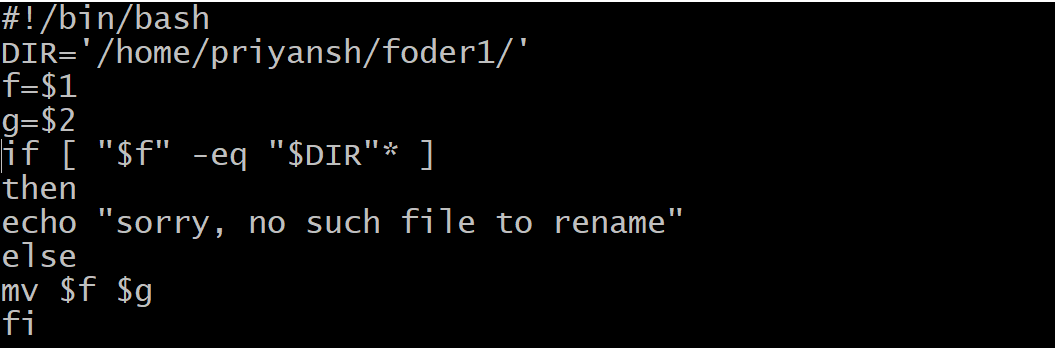 #!/bin/bash
DIR='/home/priyansh/foder1/'
f=$1
g=$2
if [ "$f" -eq "$DIR"* ]
then
echo "sorry, no such file to rename"
else
mv $f $g
fi